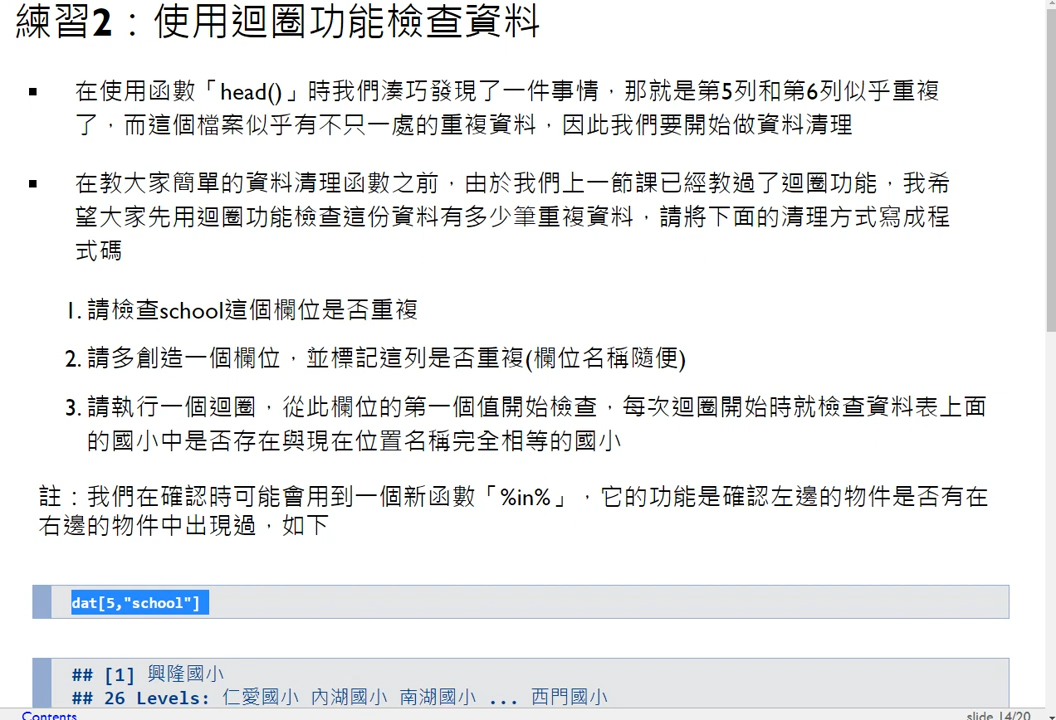 練習2：使用迴圈功能檢查資料
▪ 在使用函數「head()」時我們湊巧發現了一件事情，那就是第5列和第6列似乎重複
了，而這個檔案似乎有不只一處的重複資料，因此我們要開始做資料清理
▪ 在教大家簡單的資料清理函數之前，由於我們上一節課已經教過了迴圈功能，我希
望大家先用迴圈功能檢查這份資料有多少筆重複資料，請將下面的清理方式寫成程
式碼
1. 請檢查school這個欄位是否重複
2. 請多創造一個欄位，並標記這列是否重複(欄位名稱隨便)
3. 請執行一個迴圈，從此欄位的第一個值開始檢查，每次迴圈開始時就檢查資料表上面
的國小中是否存在與現在位置名稱完全相等的國小
註：我們在確認時可能會用到一個新函數「%in%」，它的功能是確認左邊的物件是否有在
右邊的物件中出現過，如下
dat[5,"school"]
## [1] 興隆國小
## 26 Levels: 仁愛國小 內湖國小 南湖國小 ... 西門國小
Contents
slide 14/20